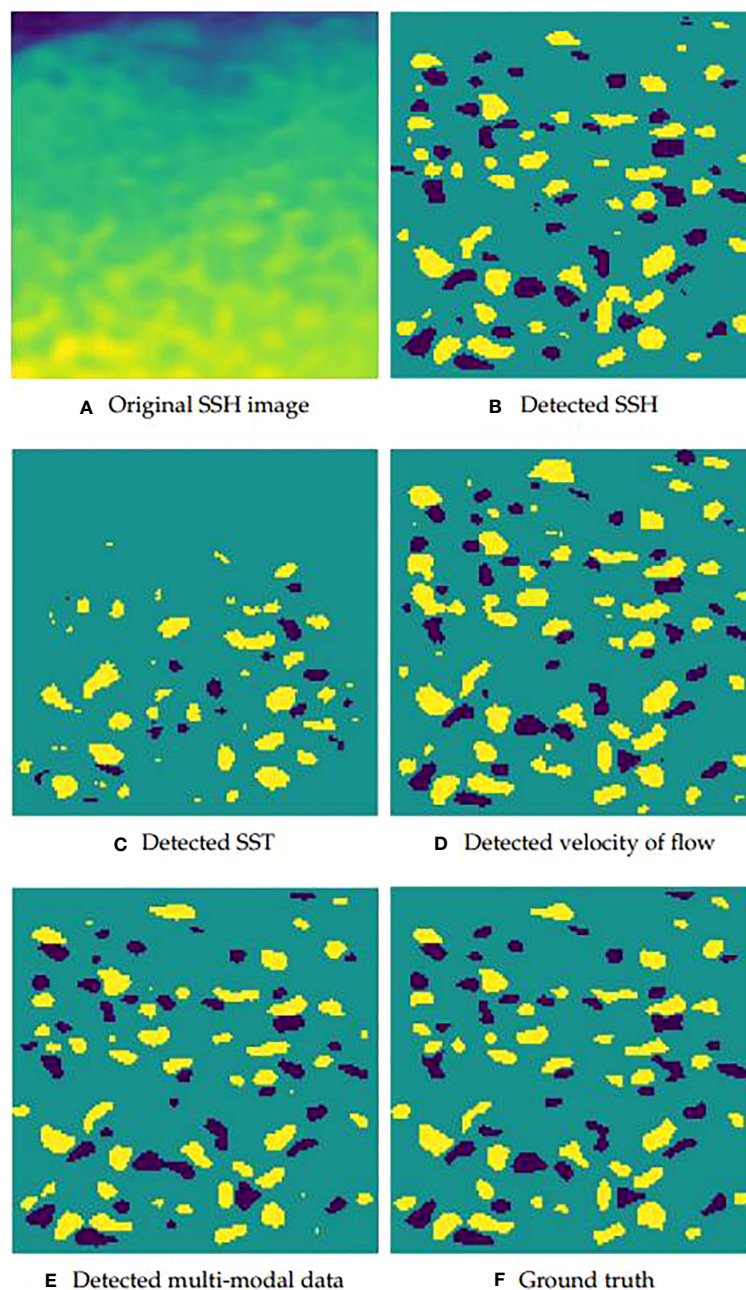 A Original SSH image
B Detected SSH
C Detected SST
D Detected velocity of flow
E Detected multi-modal data
F Ground truth